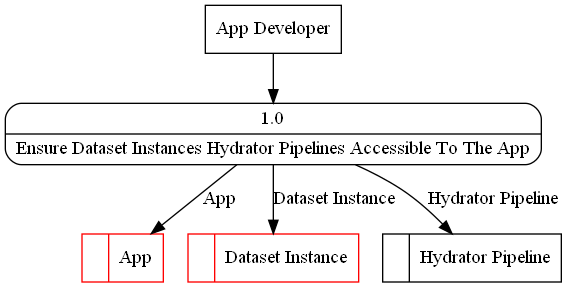 App Developer
1.0
Ensure Dataset Instances Hydrator Pipelines Accessible To The App
App
Dataset Instance
Hydrator Pipeline
App
Dataset Instance
Hydrator Pipeline